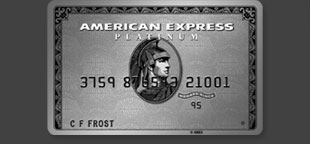 AMERICAN EXPRESS
PLATINUM
3759 876543 21001
95
C F FROST